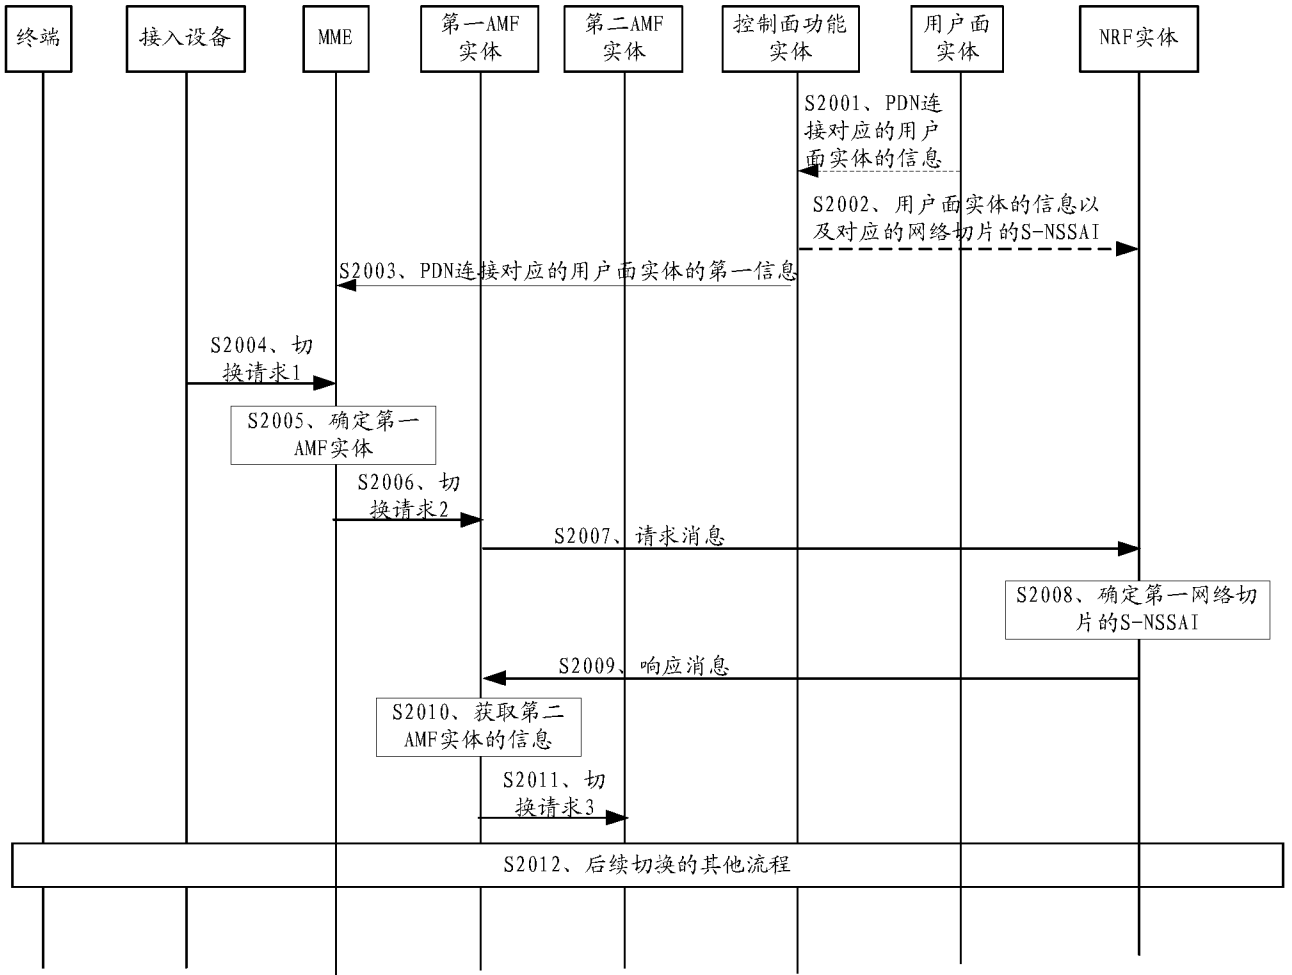 终端
接入设备
MME
第一AMF
实体
第二AMF
实体
控制面功能
实体
用户面
实体
NRF实体
S2001、PDN连
接对应的用户
面实体的信息
S2002、用户面实体的信息以
及对应的网络切片的S-NSSAI
S2003、PDN连接对应的用户面实体的第一信息
S2004、切
换请求1
S2005、确定第一
AMF实体
S2006、切
换请求2
S2007、请求消息
S2008、确定第一网络切
片的S-NSSAI
S2009、响应消息
S2010、获取第二
AMF实体的信息
S2011、切
换请求3
S2012、后续切换的其他流程